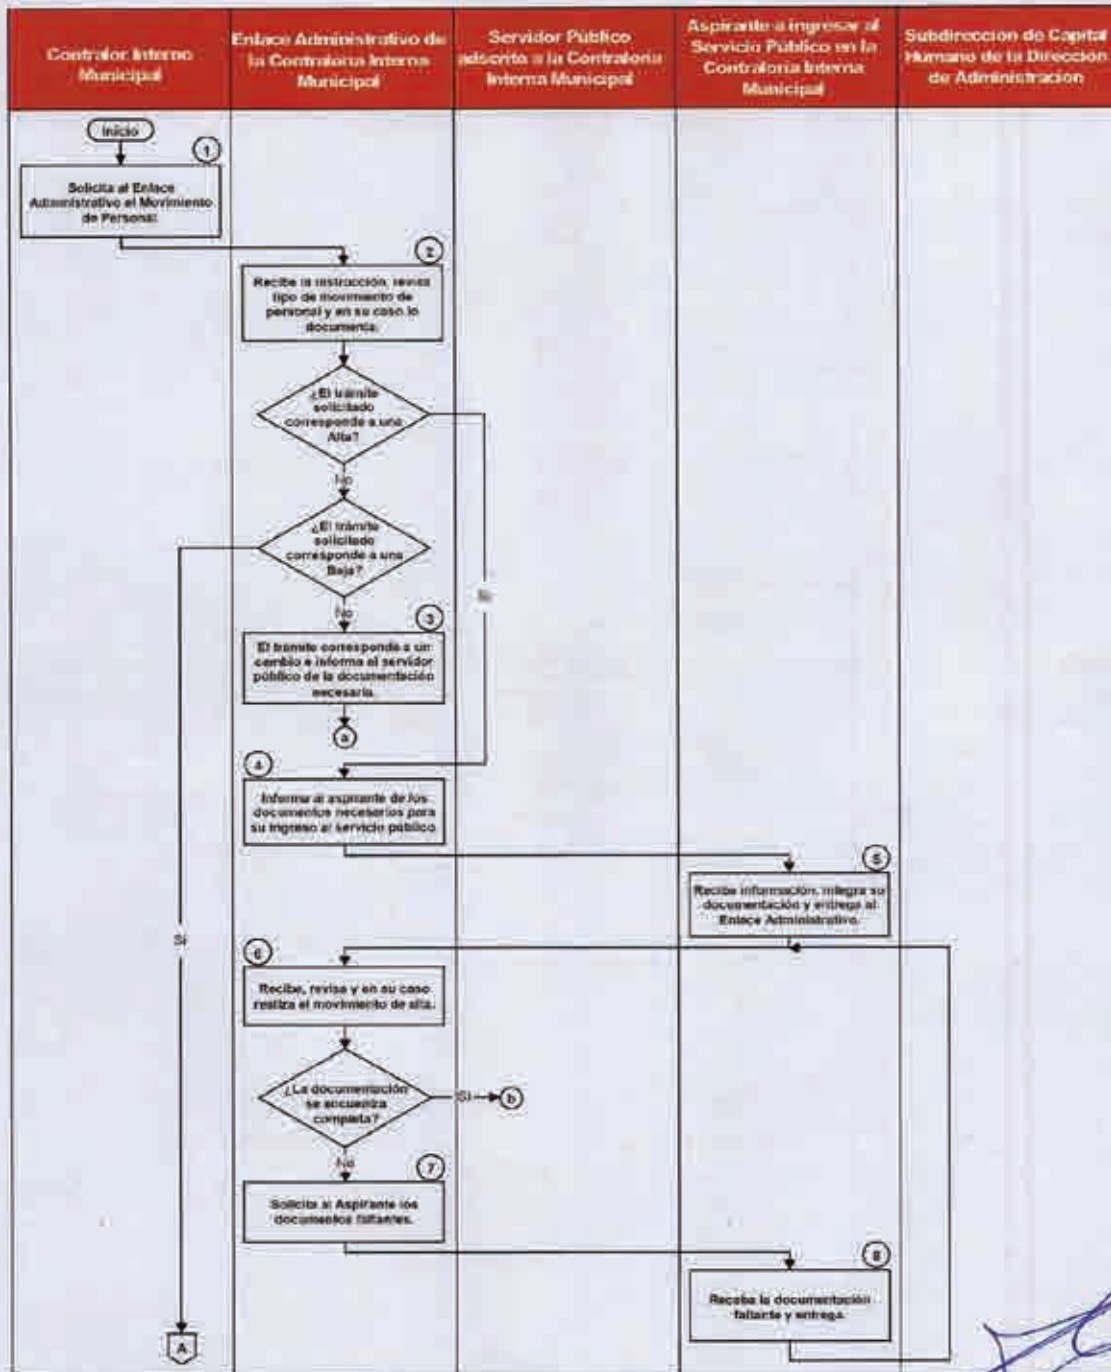 Contralor Interno
Municipal
Enlace Administrativo de
la Contraloria Interna
Municipal
Servidor Público
adscrito a la Contraloria
Interna Municipal
Aspirante a ingresar al
Servicio Público en la
Contraloria Interna
Municipal
Subdirección de Capital
Humano de la Dirección
de Administración
Inicio
1
Solicita al Enlace
Administrativo el Movimiento
de Personal.
2
Recibe la instrucción, revisa
tipo de movimiento de
personal y en su caso lo
documenta.
¿El trámite
solicitado
corresponde a una
Alta?
No
Si
¿El trámite
solicitado
corresponde a una
Baja?
No
3
El trámite corresponde a un
cambio e informa al servidor
público de la documentación
necesaria.
a
4
Informa al aspirante de los
documentos necesarios para
su ingreso al servicio público
5
Recibe información, integra su
documentación y entrega al
Enlace Administrativo.
Si
6
Recibe, revisa y en su caso
realiza el movimiento de alta.
¿La documentación
se encuentra
completa?
Si
b
No
7
Solicita al Aspirante los
documentos faltantes.
8
Recaba la documentación
faltante y entrega.
A